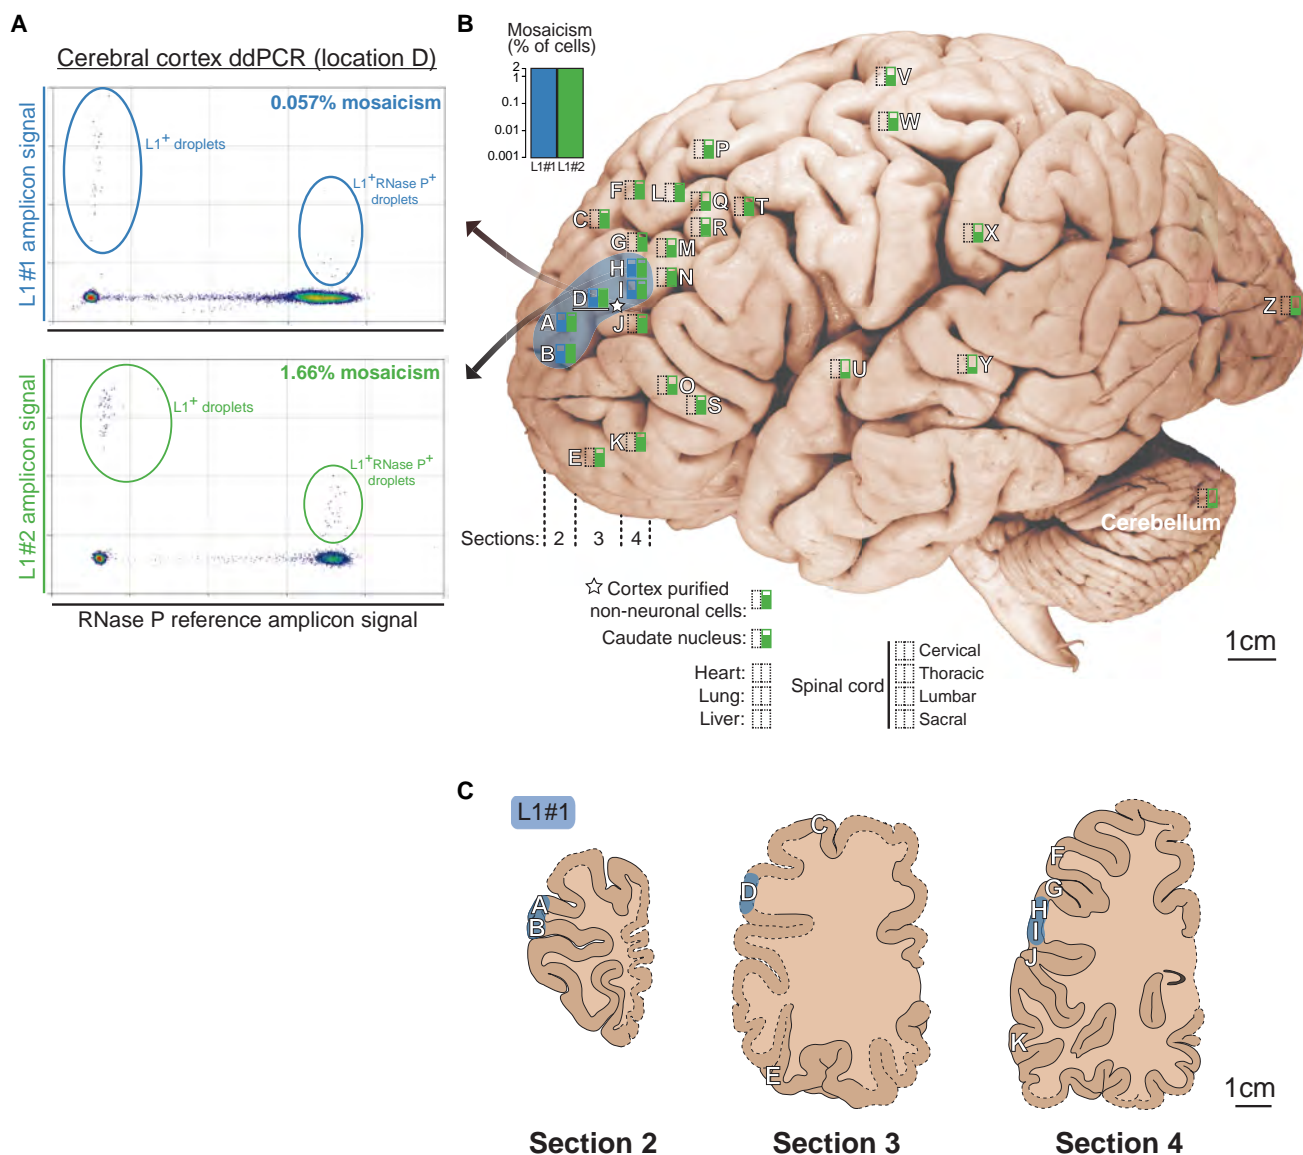 A
Cerebral cortex ddPCR (location D)
L1#1 amplicon signal
0.057% mosaicism
L1+ droplets
L1+RNase P+
droplets
L1#2 amplicon signal
1.66% mosaicism
L1+ droplets
L1+RNase P+
droplets
RNase P reference amplicon signal
B
Mosaicism
(% of cells)
2
1
0.1
0.01
0.001
L1#1 L1#2
V
W
P
F
L
Q
T
C
R
G
M
X
H
N
I
D
Z
A
J
B
U
Y
O
S
K
E
Cerebellum
Sections: 2 3 4
☆ Cortex purified
non-neuronal cells:
Caudate nucleus:
Heart:
Lung:
Liver:
Spinal cord
Cervical
Thoracic
Lumbar
Sacral
1cm
C
L1#1
A
B
Section 2
C
D
E
Section 3
F
G
H
I
J
K
Section 4
1cm